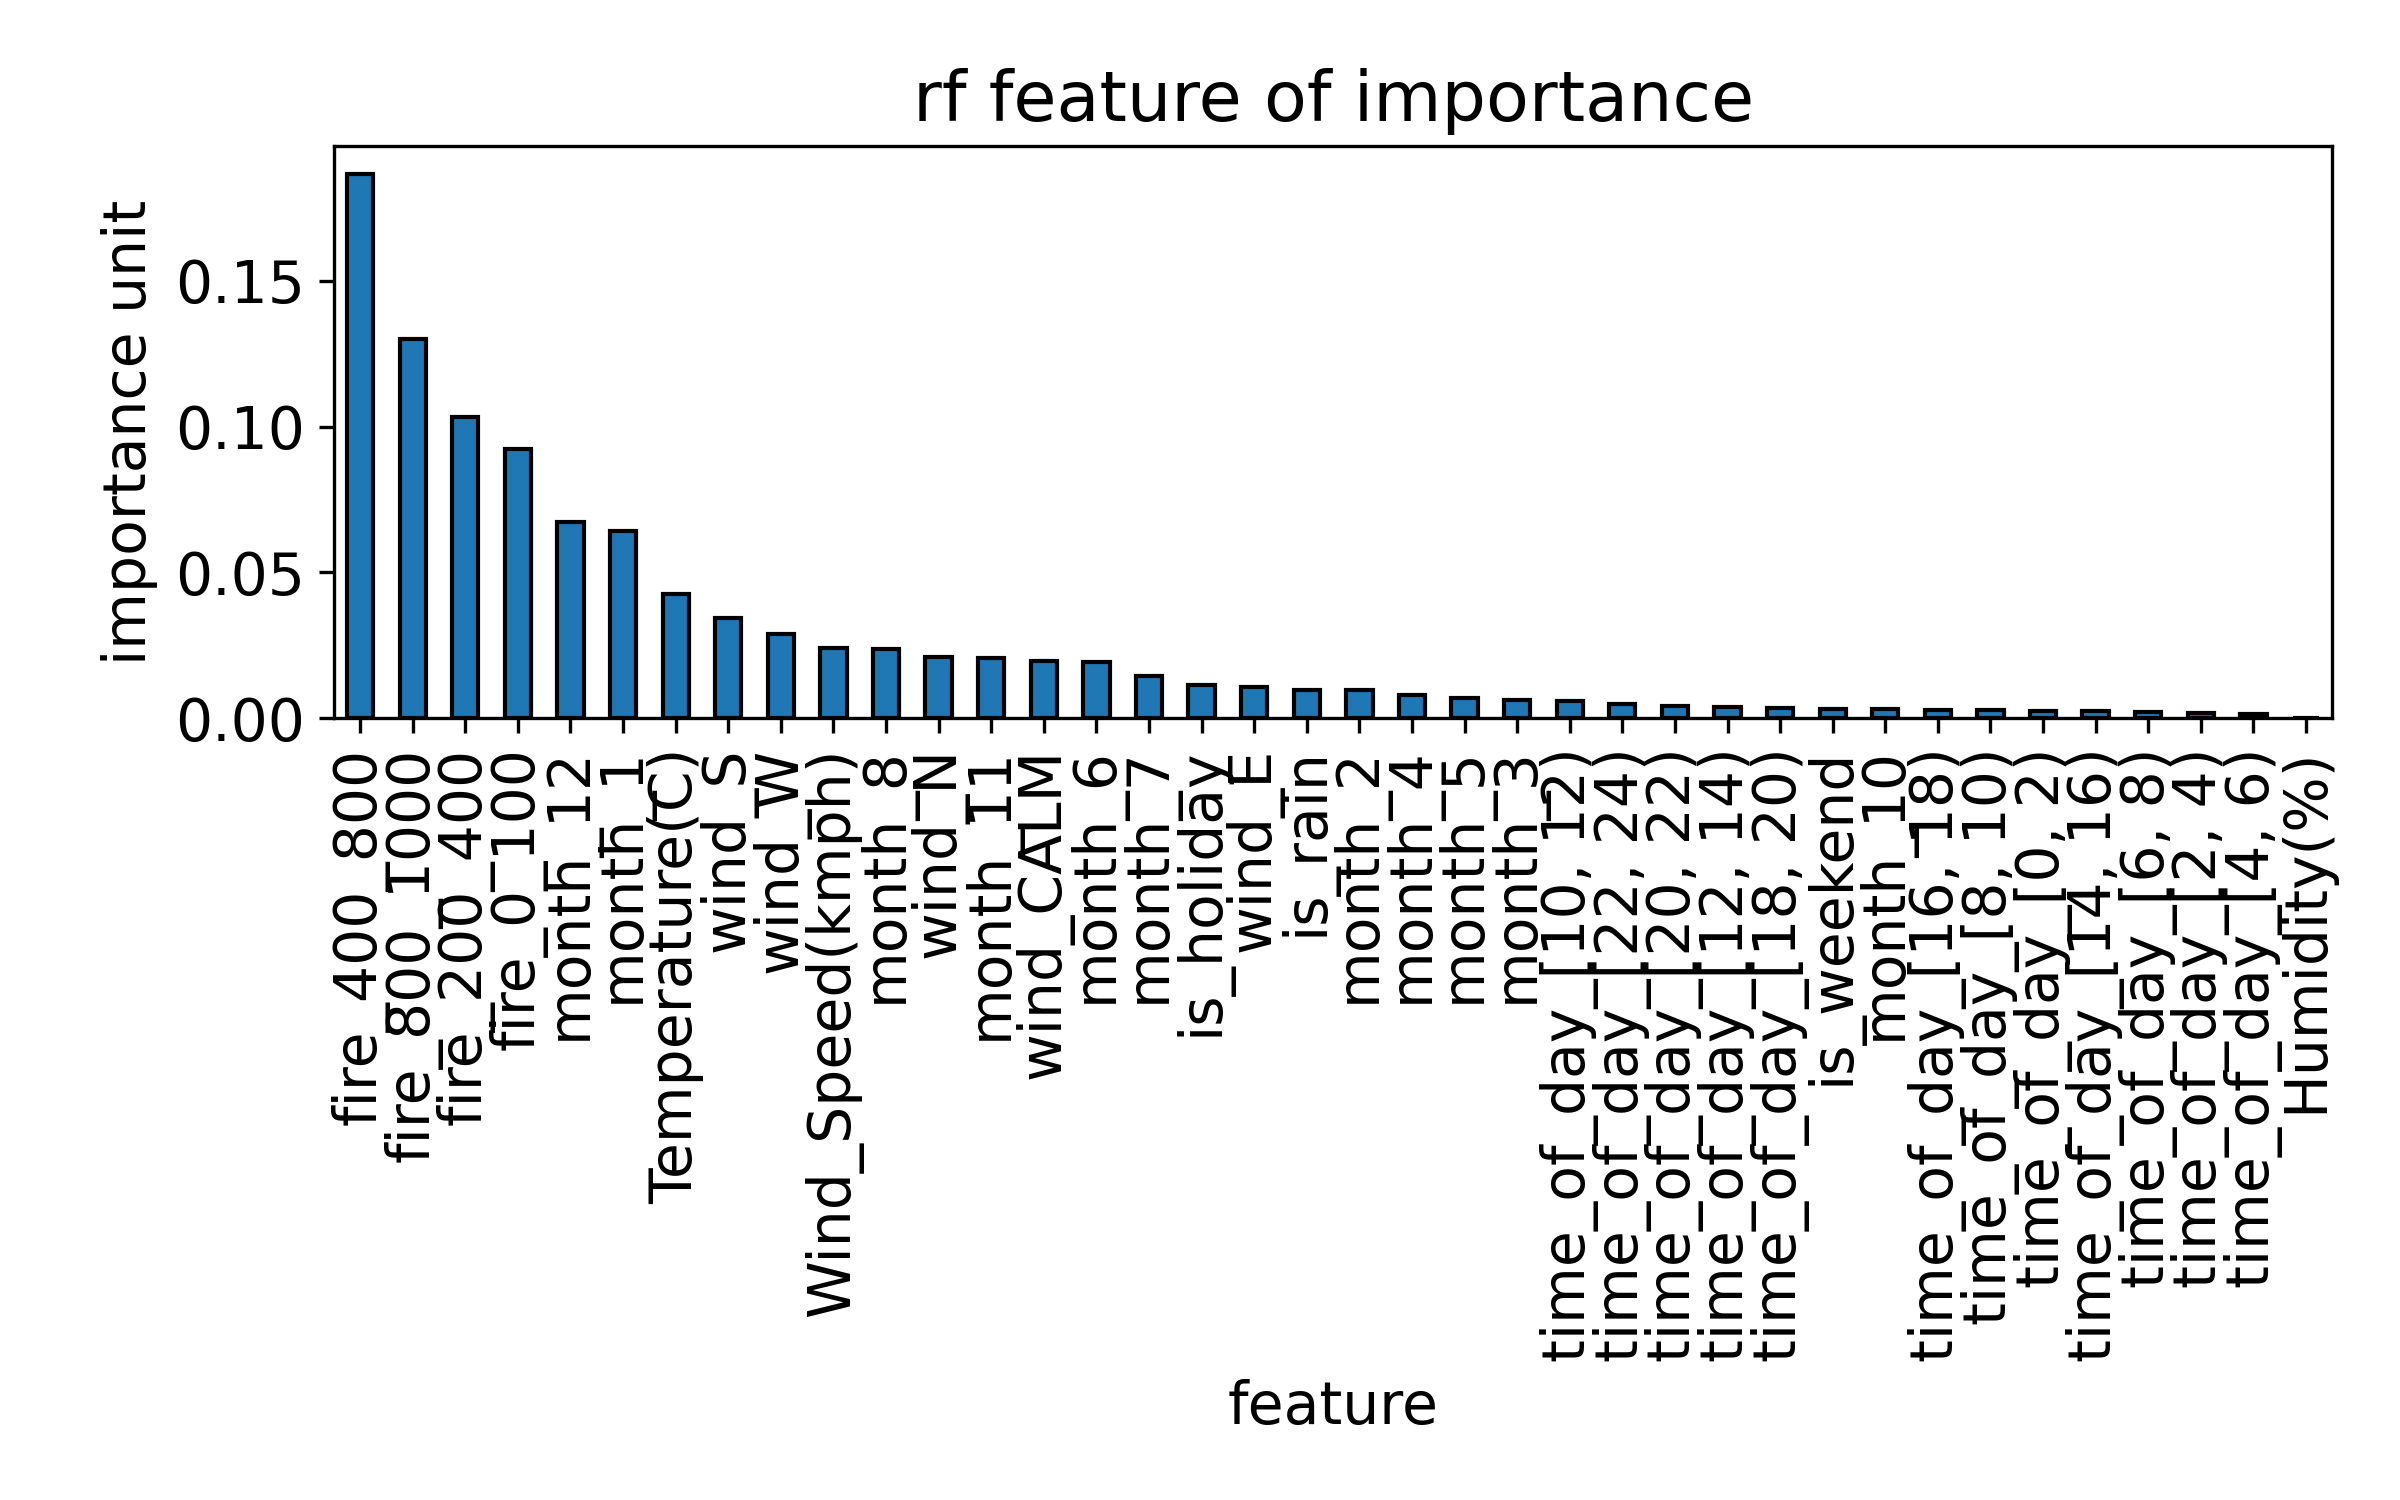 rf feature of importance
importance unit
0.15
0.10
0.05
0.00
fire_400_800
fire_800_1000
fire_200_400
fire_0_100
month_12
month_1
Temperature(C)
wind_S
wind_W
Wind_Speed(kmph)
month_8
wind_N
month_11
wind_CALM
month_6
month_7
is_holiday
wind_E
is_rain
month_2
month_4
month_5
month_3
time_of_day_[10, 12)
time_of_day_[22, 24)
time_of_day_[20, 22)
time_of_day_[12, 14)
time_of_day_[18, 20)
is_weekend
month_10
time_of_day_[16, 18)
time_of_day_[8, 10)
time_of_day_[0, 2)
time_of_day_[14, 16)
time_of_day_[6, 8)
time_of_day_[2, 4)
time_of_day_[4, 6)
Humidity(%)
feature